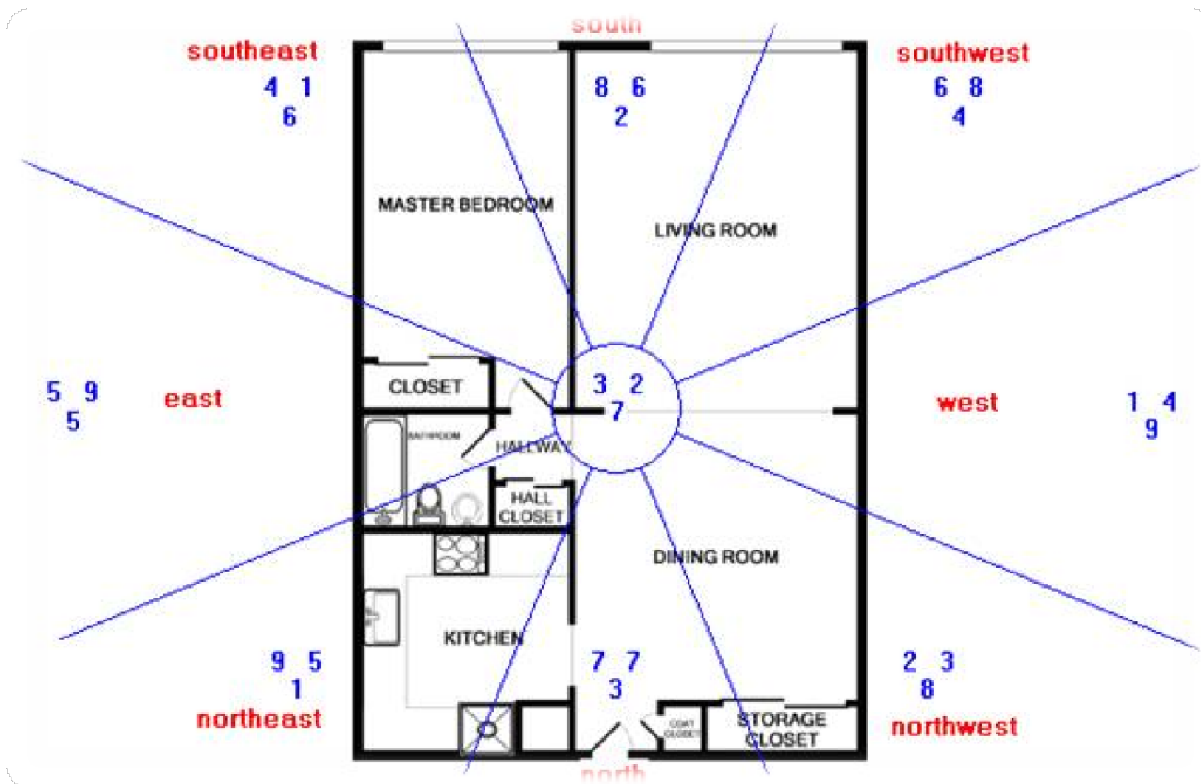 south
southeast
southwest
4 1
6
8 6
2
6 8
4
MASTER BEDROOM
LIVING ROOM
5 9
5
east
CLOSET
3 2
7
west
1 4
9
BATHROOM
HALLWAY
HALL
CLOSET
DINING ROOM
KITCHEN
9 5
1
7 7
3
2 3
8
northeast
COAT
CLOSET
STORAGE
CLOSET
northwest
north